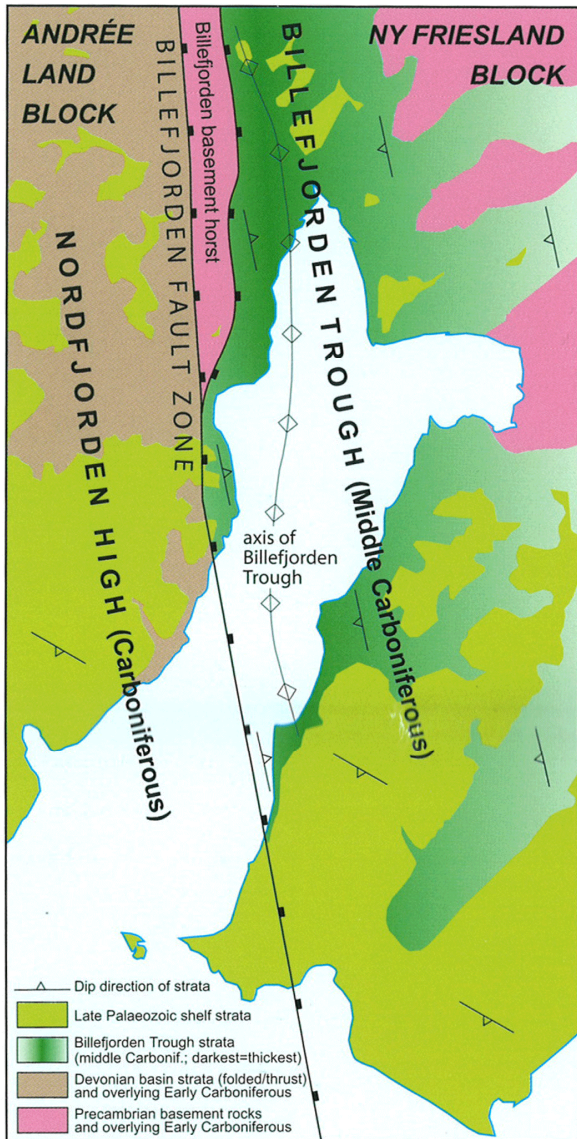 ANDRÉE
LAND
BLOCK
NY FRIESLAND
BLOCK
BILLEFJORDEN FAULT ZONE
Billefjorden basement horst
BILLEFJORDEN TROUGH (Middle Carboniferous)
NORDFJORDEN HIGH (Carboniferous)
axis of
Billefjorden
Trough
Dip direction of strata
Late Palaeozoic shelf strata
Billefjorden Trough strata
(middle Carbonif.; darkest=thickest)
Devonian basin strata (folded/thrust)
and overlying Early Carboniferous
Precambrian basement rocks
and overlying Early Carboniferous